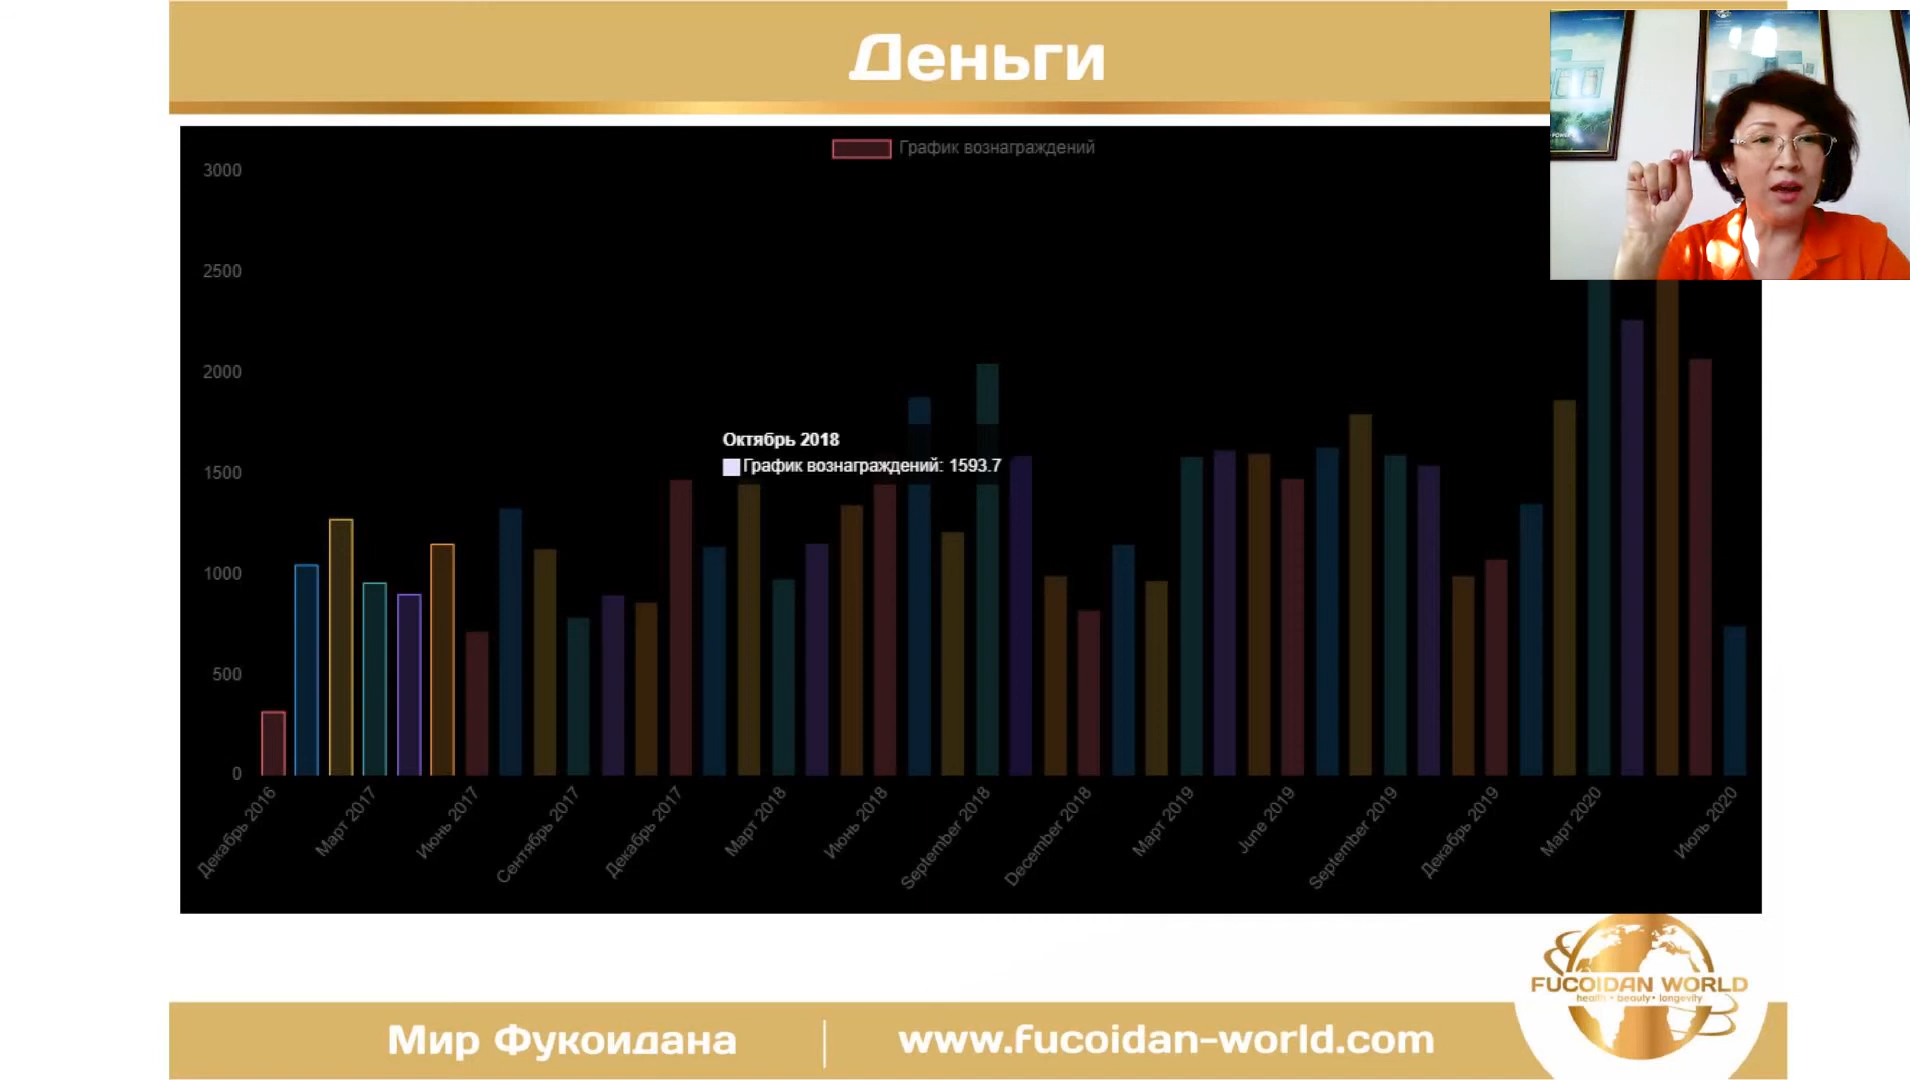 Деньги
График вознаграждений
3000
2500
2000
1500
1000
500
0
Октябрь 2018
График вознаграждений: 1593.7
Декабрь 2016
Март 2017
Июнь 2017
Сентябрь 2017
Декабрь 2017
Март 2018
Июнь 2018
September 2018
December 2018
Март 2019
June 2019
September 2019
Декабрь 2019
Март 2020
Июль 2020
FUCOIDAN WORLD
health • beauty • longevity
Мир Фукоидана
www.fucoidan-world.com